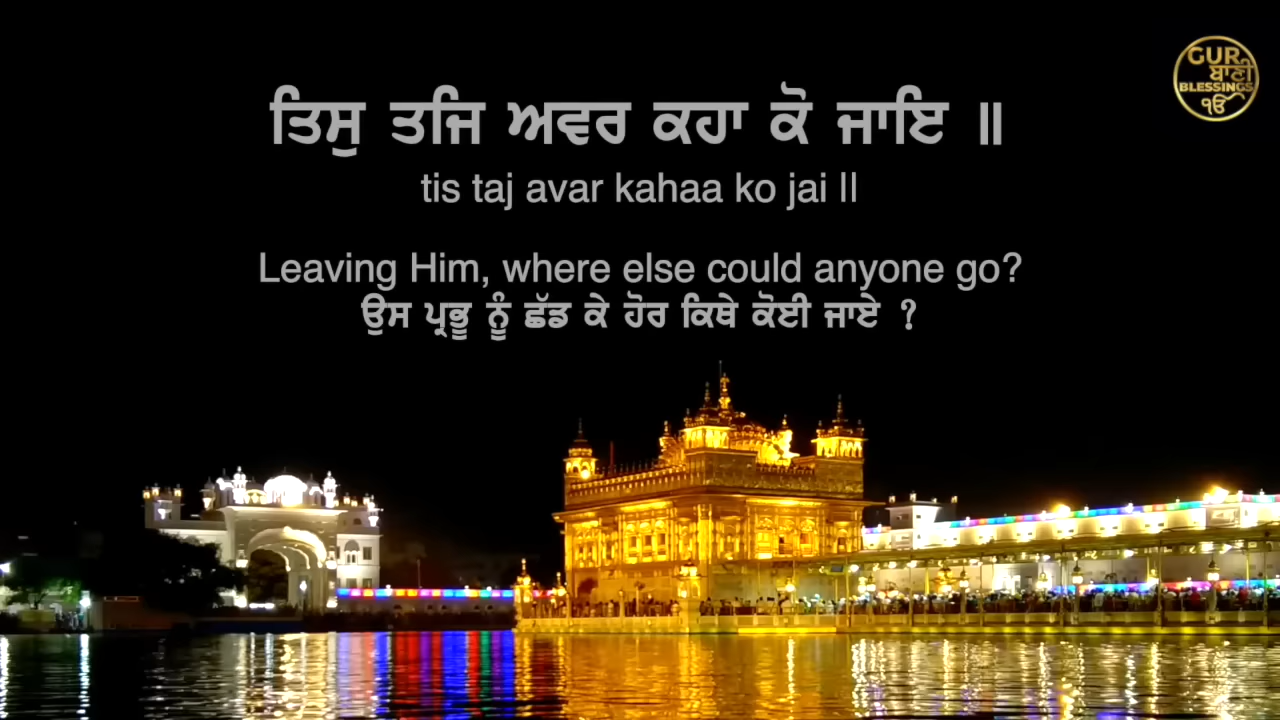 ਤਿਸੁ ਤਜਿ ਅਵਰ ਕਹਾ ਕੋ ਜਾਇ ॥
tis taj avar kahaa ko jai ll
Leaving Him, where else could anyone go?
ਉਸ ਪ੍ਰਭੂ ਨੂੰ ਛੱਡ ਕੇ ਹੋਰ ਕਿਥੇ ਕੋਈ ਜਾਏ ?
GUR
ਬਾਣੀ
BLESSINGS
ੴ